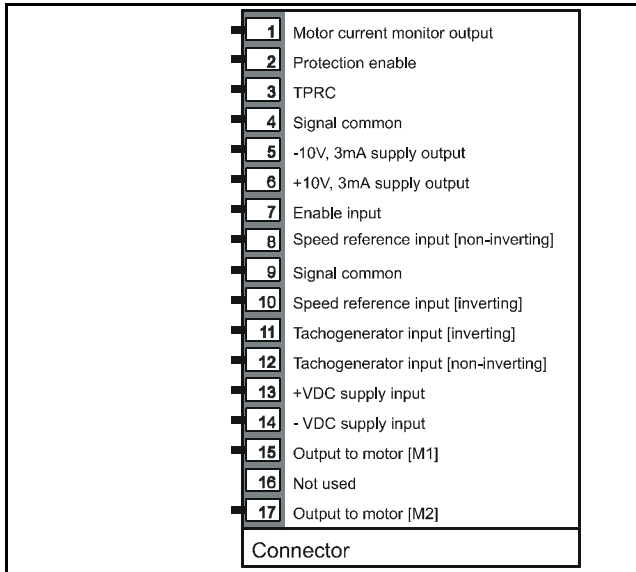 1 Motor current monitor output
2 Protection enable
3 TPRC
4 Signal common
5 -10V, 3mA supply output
6 +10V, 3mA supply output
7 Enable input
8 Speed reference input [non-inverting]
9 Signal common
10 Speed reference input [inverting]
11 Tachogenerator input [inverting]
12 Tachogenerator input [non-inverting]
13 +VDC supply input
14 - VDC supply input
15 Output to motor [M1]
16 Not used
17 Output to motor [M2]
Connector